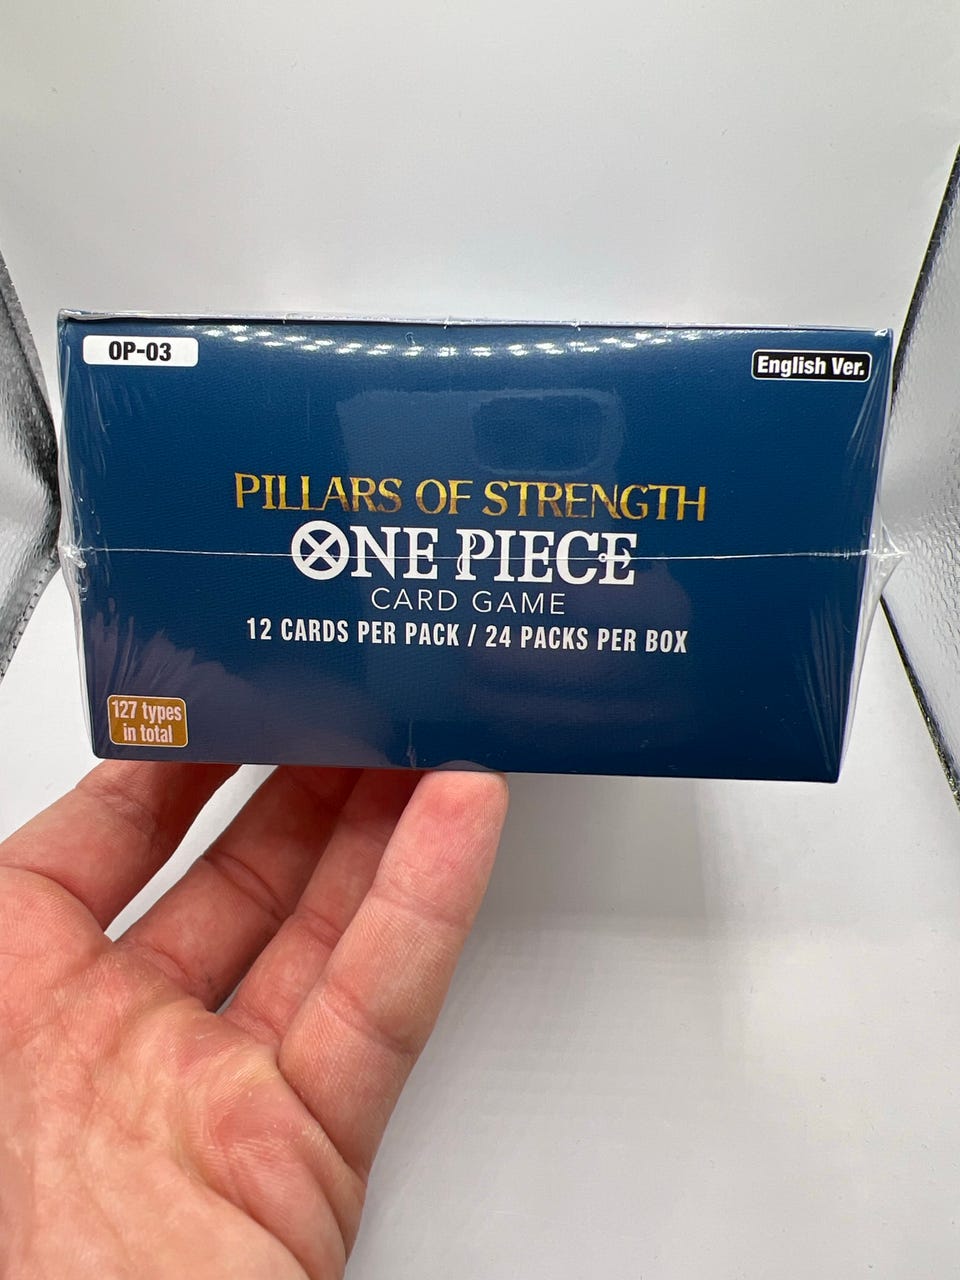 OP-03
English Ver.
PILLARS OF STRENGTH
ONE PIECE
CARD GAME
12 CARDS PER PACK / 24 PACKS PER BOX
127 types
in total